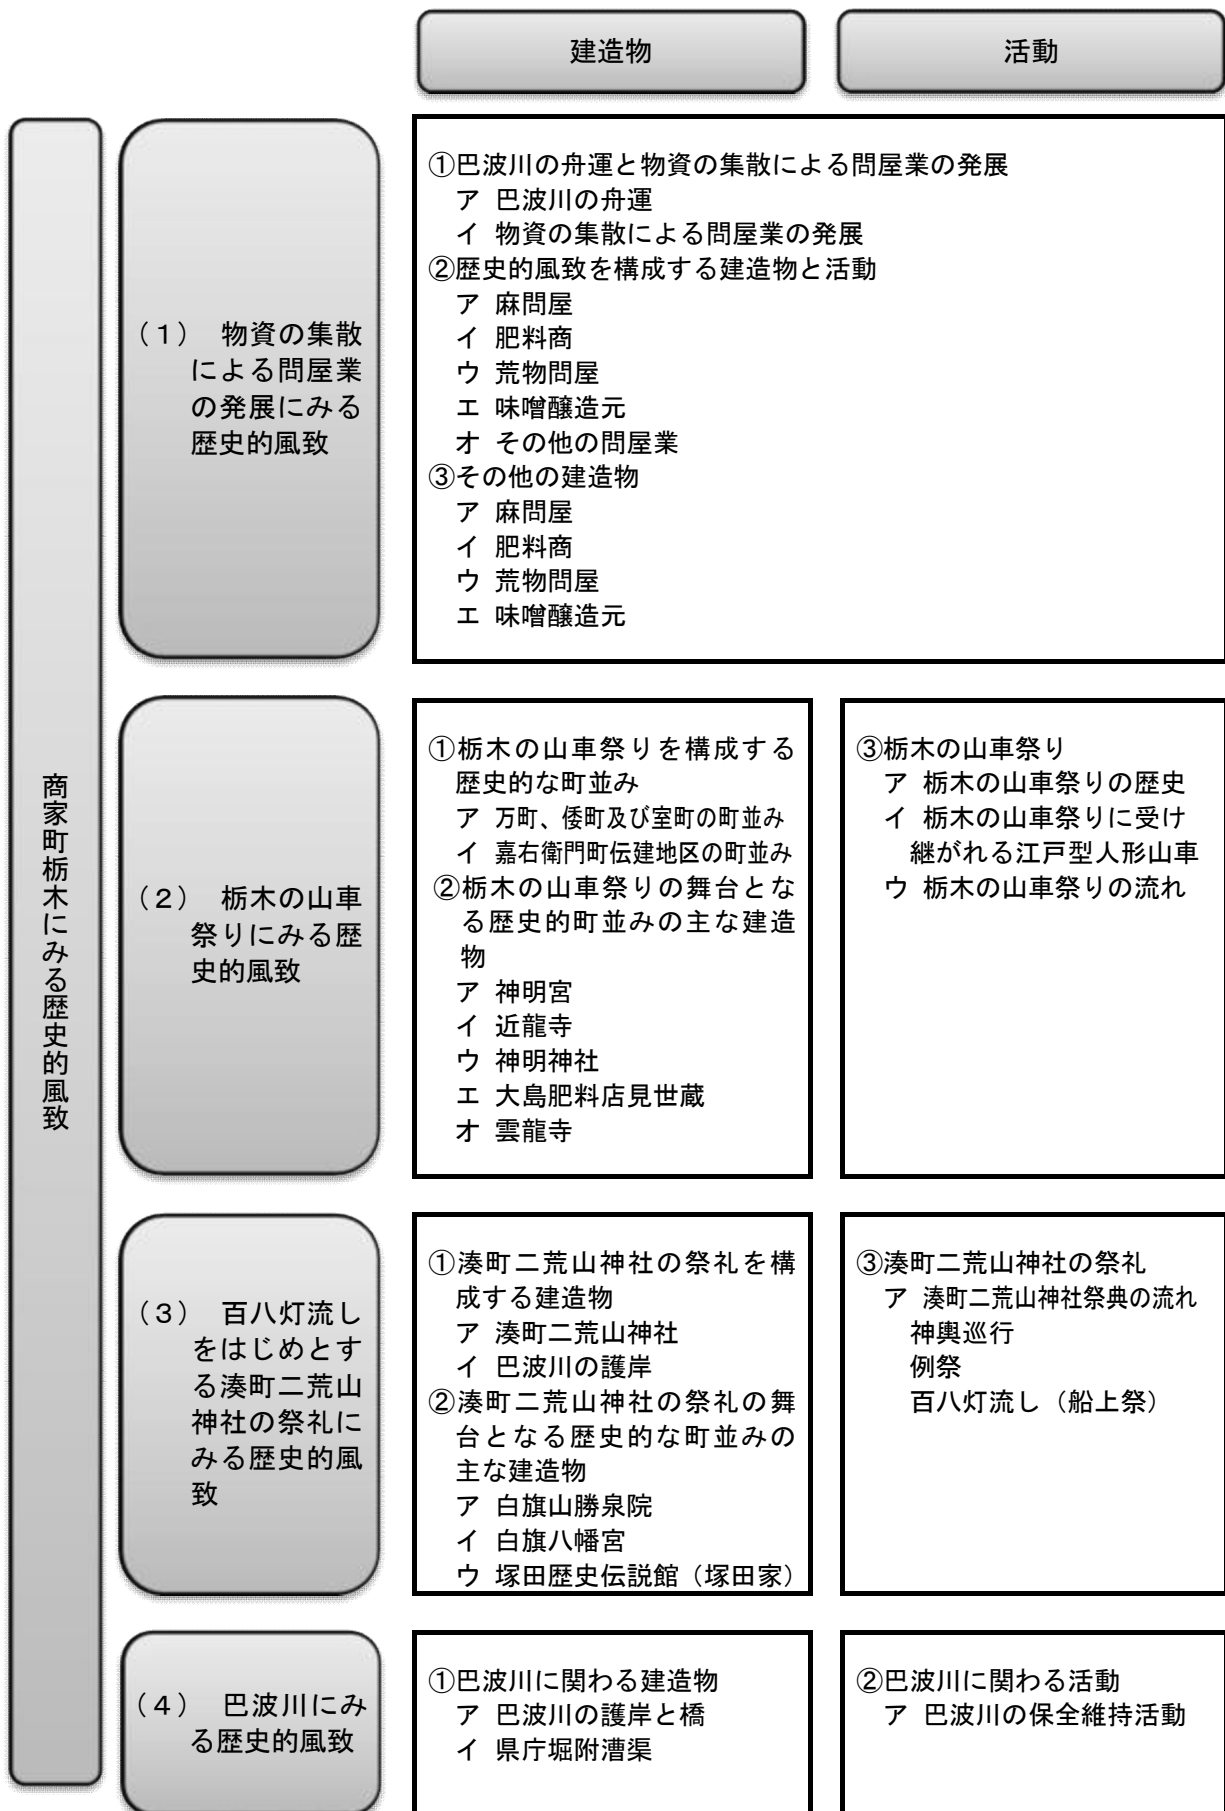 建造物
活動
商家町栃木にみる歴史的風致
（１）　物資の集散
による問屋業
の発展にみる
歴史的風致
①巴波川の舟運と物資の集散による問屋業の発展
ア 巴波川の舟運
イ 物資の集散による問屋業の発展
②歴史的風致を構成する建造物と活動
ア 麻問屋
イ 肥料商
ウ 荒物問屋
エ 味噌醸造元
オ その他の問屋業
③その他の建造物
ア 麻問屋
イ 肥料商
ウ 荒物問屋
エ 味噌醸造元
（２）　栃木の山車
祭りにみる歴
史的風致
①栃木の山車祭りを構成する
歴史的な町並み
ア 万町、倭町及び室町の町並み
イ 嘉右衛門町伝建地区の町並み
②栃木の山車祭りの舞台とな
る歴史的町並みの主な建造
物
ア 神明宮
イ 近龍寺
ウ 神明神社
エ 大島肥料店見世蔵
オ 雲龍寺
③栃木の山車祭り
ア 栃木の山車祭りの歴史
イ 栃木の山車祭りに受け
継がれる江戸型人形山車
ウ 栃木の山車祭りの流れ
（３）　百八灯流し
をはじめとす
る湊町二荒山
神社の祭礼に
みる歴史的風
致
①湊町二荒山神社の祭礼を構
成する建造物
ア 湊町二荒山神社
イ 巴波川の護岸
②湊町二荒山神社の祭礼の舞
台となる歴史的な町並みの
主な建造物
ア 白旗山勝泉院
イ 白旗八幡宮
ウ 塚田歴史伝説館（塚田家）
③湊町二荒山神社の祭礼
ア 湊町二荒山神社祭典の流れ
神輿巡行
例祭
百八灯流し（船上祭）
（４）　巴波川にみ
る歴史的風致
①巴波川に関わる建造物
ア 巴波川の護岸と橋
イ 県庁堀附漕渠
②巴波川に関わる活動
ア 巴波川の保全維持活動